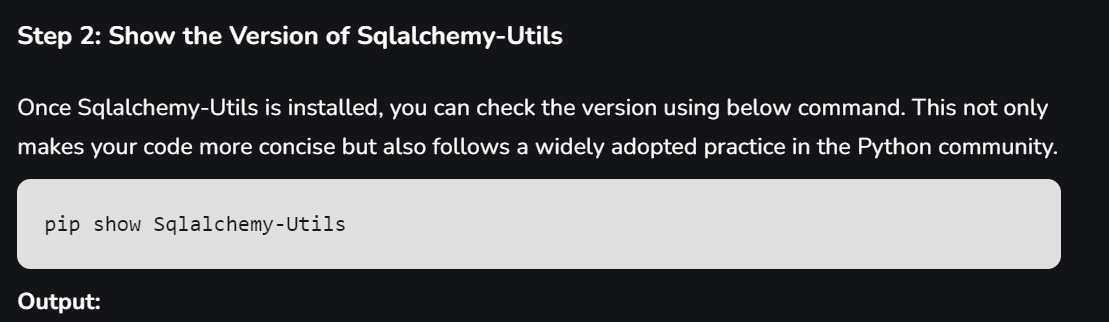 Step 2: Show the Version of Sqlalchemy-Utils
Once Sqlalchemy-Utils is installed, you can check the version using below command. This not only
makes your code more concise but also follows a widely adopted practice in the Python community.
pip show Sqlalchemy-Utils
Output: